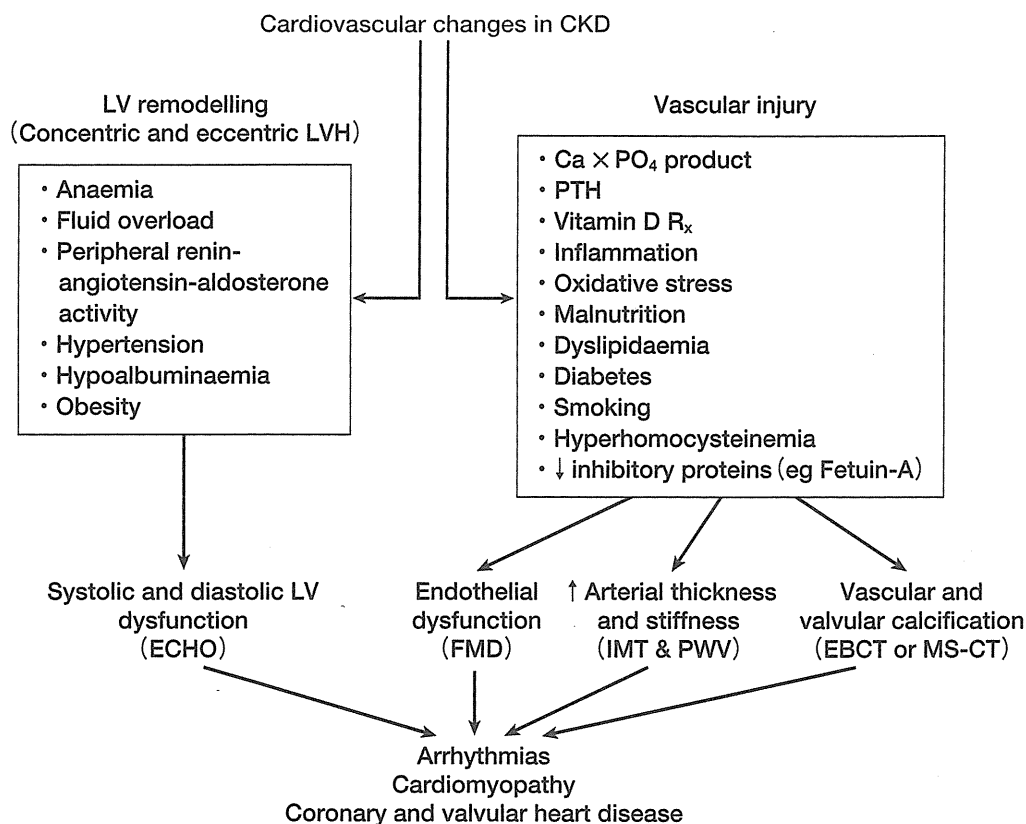 Cardiovascular changes in CKD
LV remodelling
(Concentric and eccentric LVH)
• Anaemia
• Fluid overload
• Peripheral renin-
angiotensin-aldosterone
activity
• Hypertension
• Hypoalbuminaemia
• Obesity
Vascular injury
• Ca × PO₄ product
• PTH
• Vitamin D Rₓ
• Inflammation
• Oxidative stress
• Malnutrition
• Dyslipidaemia
• Diabetes
• Smoking
• Hyperhomocysteinemia
• ↓ inhibitory proteins (eg Fetuin-A)
Systolic and diastolic LV
dysfunction
(ECHO)
Endothelial
dysfunction
(FMD)
↑ Arterial thickness
and stiffness
(IMT & PWV)
Vascular and
valvular calcification
(EBCT or MS-CT)
Arrhythmias
Cardiomyopathy
Coronary and valvular heart disease